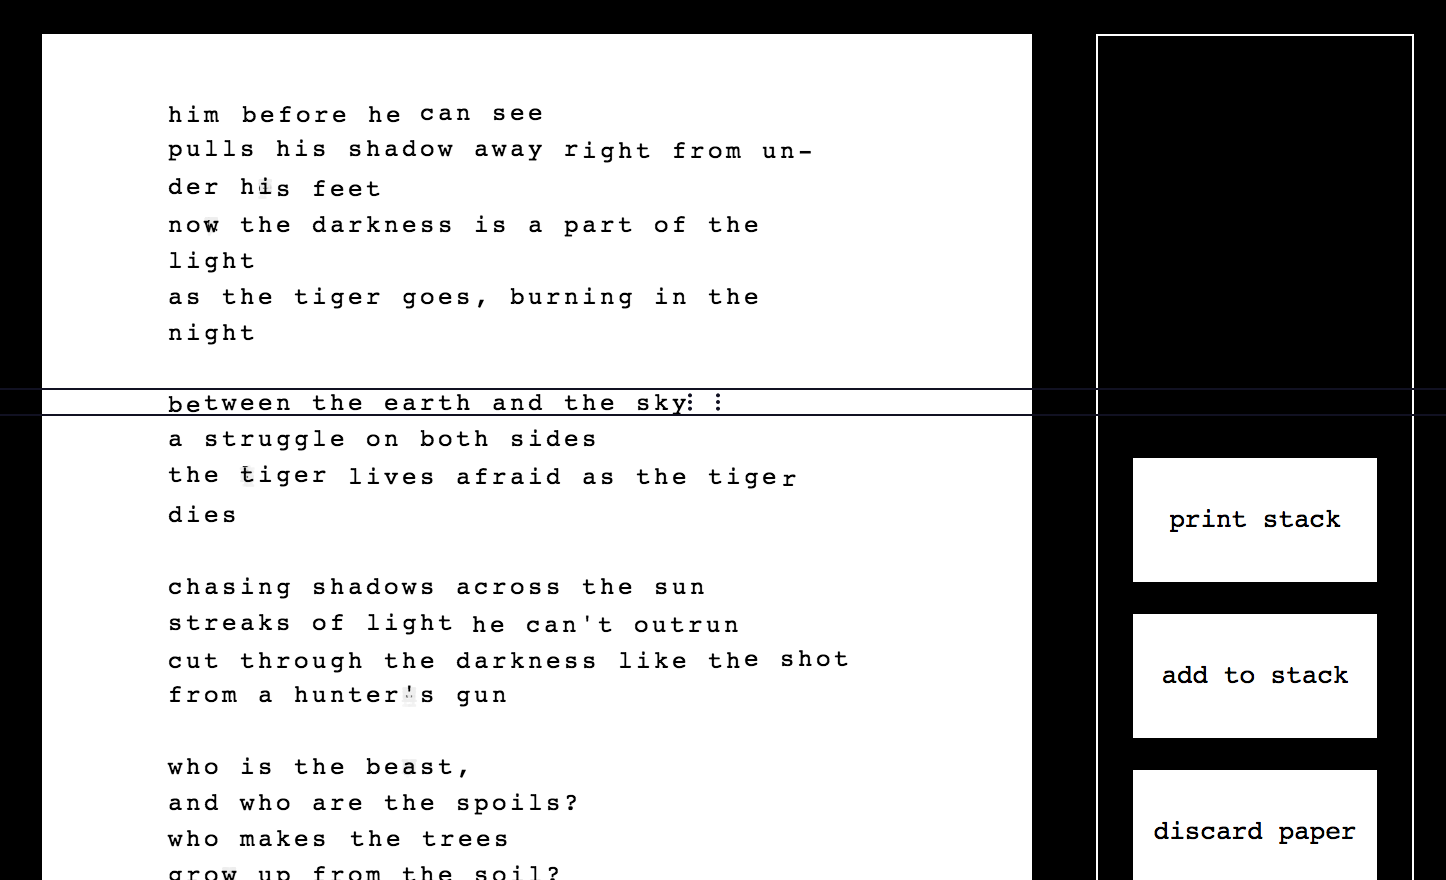 him before he can see
pulls his shadow away right from un-
der his feet
now the darkness is a part of the
light
as the tiger goes, burning in the
night
between the earth and the sky
a struggle on both sides
the tiger lives afraid as the tiger
dies
chasing shadows across the sun
streaks of light he can't outrun
cut through the darkness like the shot
from a hunter's gun
who is the beast,
and who are the spoils?
who makes the trees
grow up from the soil?
print stack
add to stack
discard paper